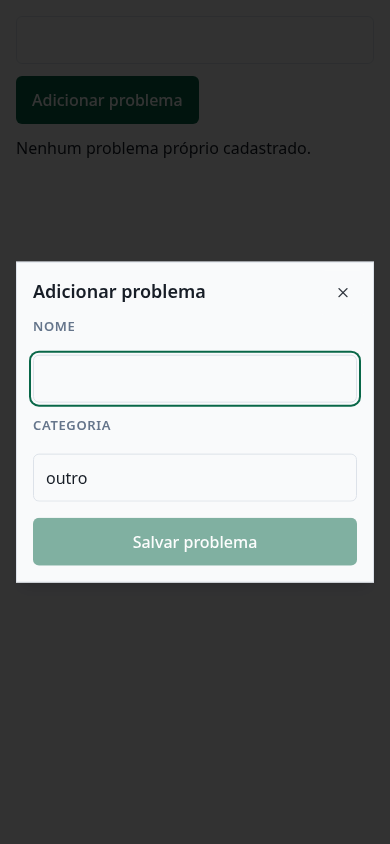 Adicionar problema
Nenhum problema próprio cadastrado.
Adicionar problema
NOME
CATEGORIA
outro
Salvar problema